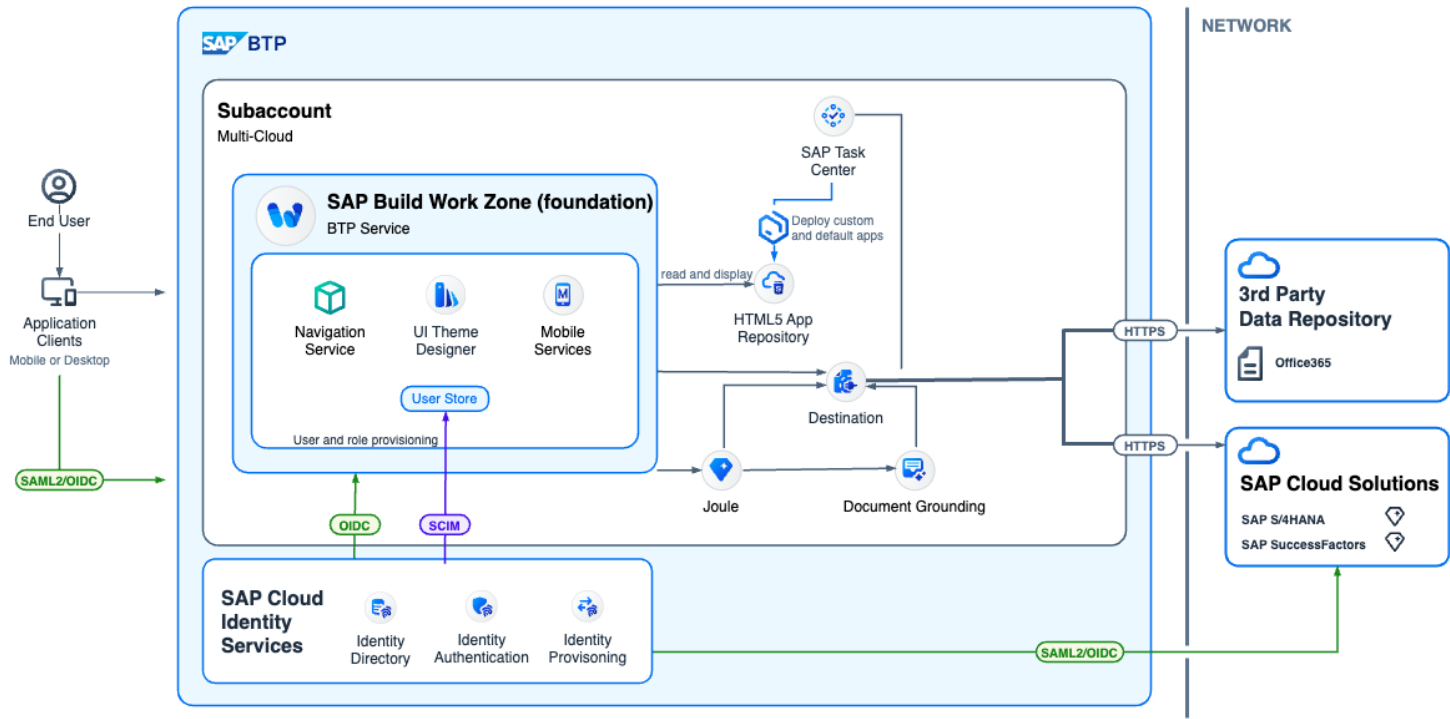 SAP BTP
NETWORK
Subaccount
Multi-Cloud
SAP Task
Center
End User
SAP Build Work Zone (foundation)
BTP Service
Deploy custom
and default apps
read and display
HTML5 App
Repository
Navigation
Service
UI Theme
Designer
M
Mobile
Services
Application
Clients
Mobile or Desktop
HTTPS
3rd Party
Data Repository
Office365
User Store
Destination
User and role provisioning
HTTPS
SAML2/OIDC
Joule
Document Grounding
SAP Cloud Solutions
SAP S/4HANA
SAP SuccessFactors
OIDC
SCIM
SAP Cloud
Identity
Services
Identity
Directory
Identity
Authentication
Identity
Provisoning
SAML2/OIDC